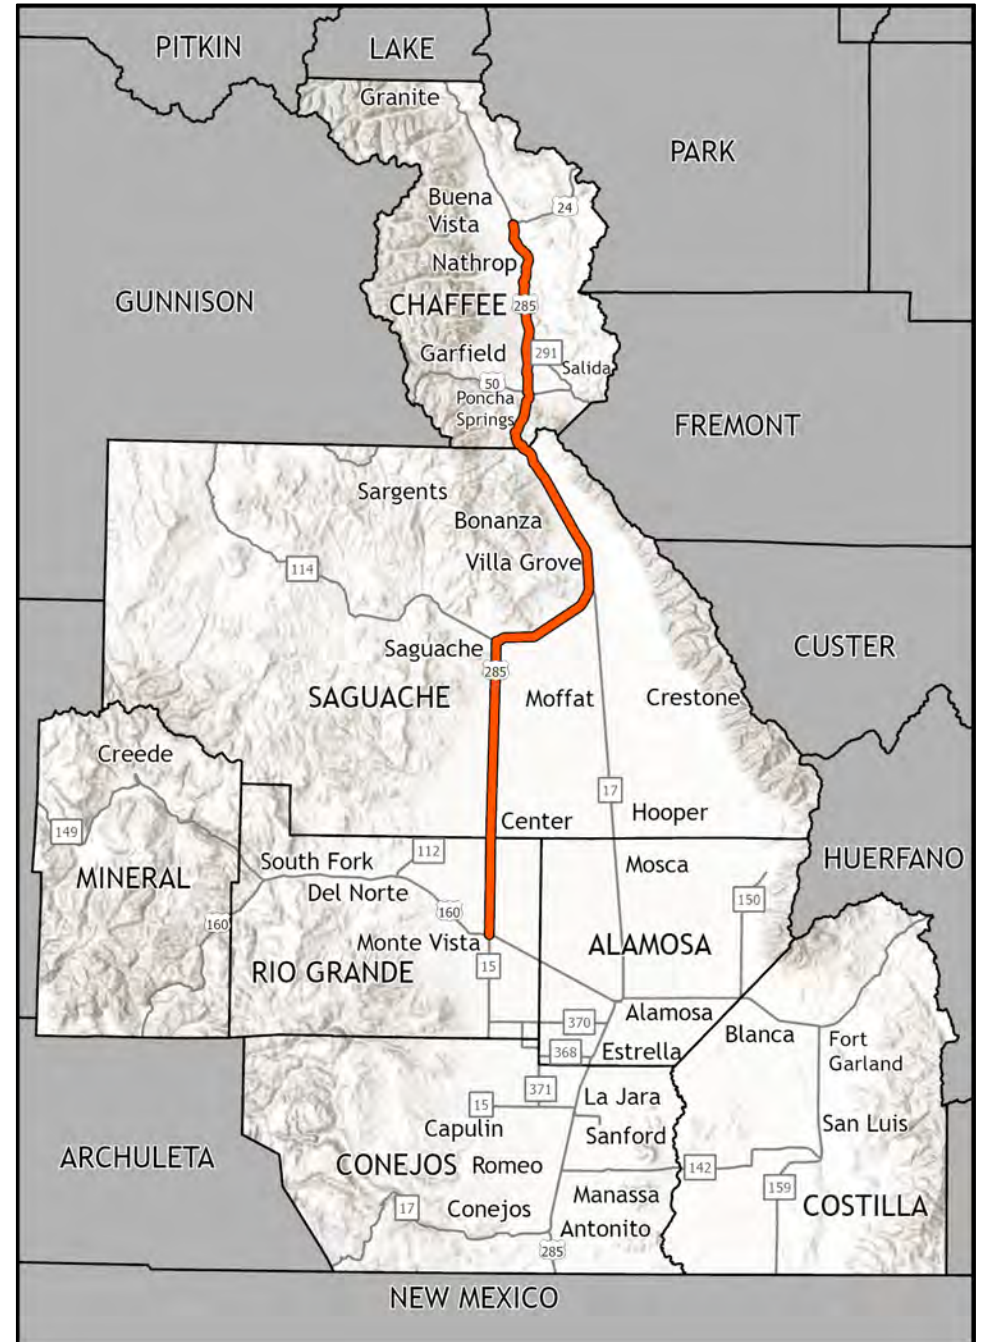 PITKIN
LAKE
Granite
PARK
Buena
Vista
24
Nathrop
GUNNISON
CHAFFEE
285
Garfield
291
Salida
50
Poncha
Springs
FREMONT
Sargents
Bonanza
Villa Grove
114
Saguache
CUSTER
285
SAGUACHE
Moffat
Crestone
Creede
17
Hooper
149
Center
112
South Fork
HUERFANO
MINERAL
Mosca
Del Norte
150
160
160
Monte Vista
ALAMOSA
15
RIO GRANDE
370
Alamosa
Blanca
Fort
Garland
368
Estrella
371
La Jara
15
Capulin
Sanford
San Luis
ARCHULETA
CONEJOS
Romeo
142
159
Manassa
17
Conejos
COSTILLA
Antonito
285
NEW MEXICO